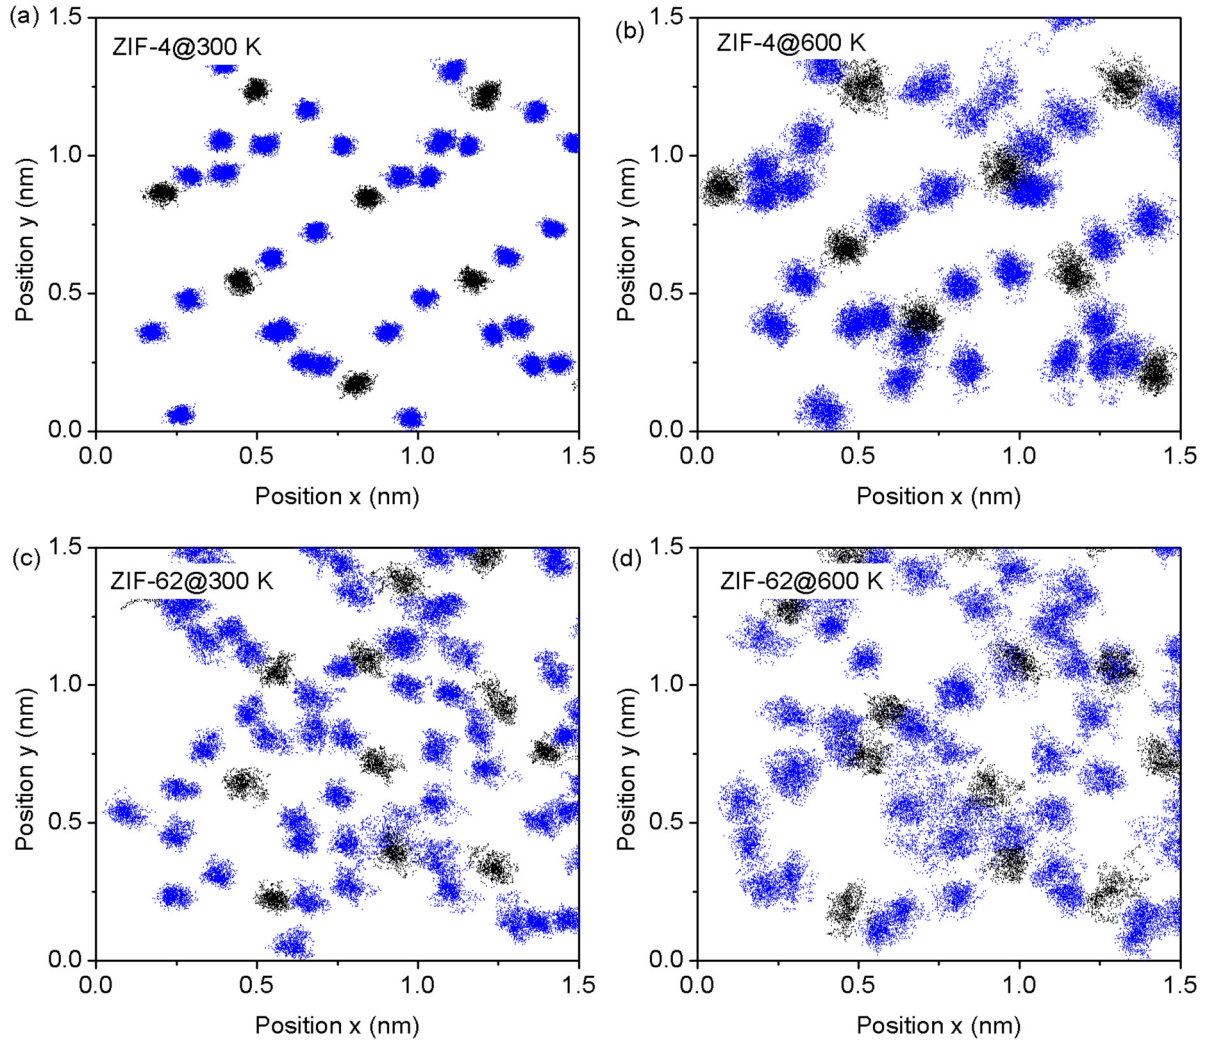 (a)
ZIF-4@300 K
Position y (nm)
1.5
1.0
0.5
0.0
0.0 0.5 1.0 1.5
Position x (nm)
(b)
ZIF-4@600 K
Position y (nm)
1.5
1.0
0.5
0.0
0.0 0.5 1.0 1.5
Position x (nm)
(c)
ZIF-62@300 K
Position y (nm)
1.5
1.0
0.5
0.0
0.0 0.5 1.0 1.5
Position x (nm)
(d)
ZIF-62@600 K
Position y (nm)
1.5
1.0
0.5
0.0
0.0 0.5 1.0 1.5
Position x (nm)